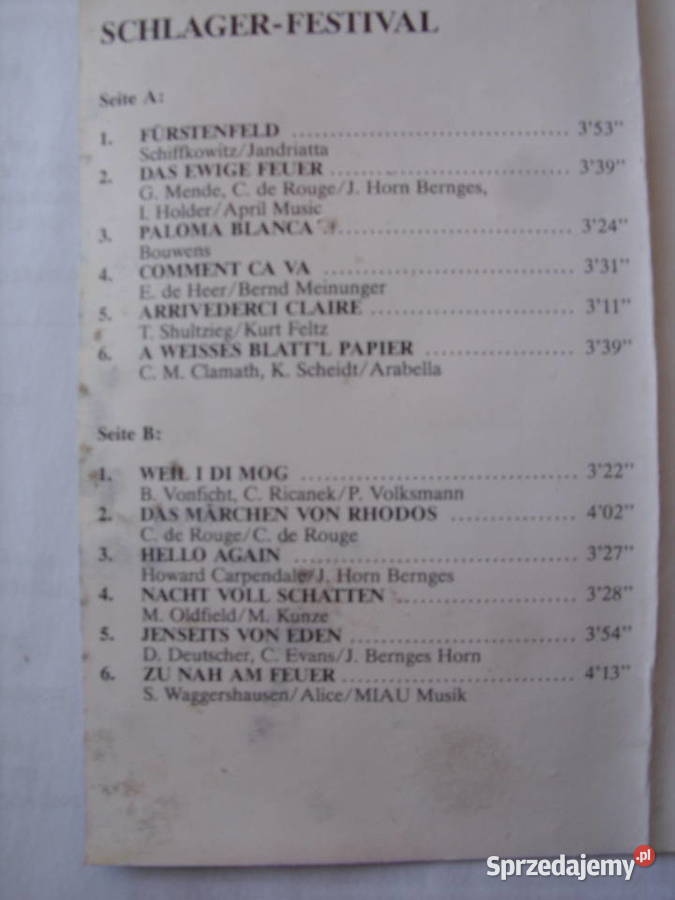 SCHLAGER-FESTIVAL
Seite A:
1. FÜRSTENFELD ........................................ 3'53"
Schiffkowitz/Jandriatta
2. DAS EWIGE FEUER ................................ 3'39"
G. Mende, C. de Rouge/J. Horn Bernges,
I. Holder/April Music
3. PALOMA BLANCA ................................ 3'24"
Bouwens
4. COMMENT CA VA ................................ 3'31"
E. de Heer/Bernd Meinunger
5. ARRIVEDERCI CLAIRE .......................... 3'11"
T. Shultzieg/Kurt Feltz
6. A WEISSES BLATT'L PAPIER ................... 3'39"
C. M. Clamath, K. Scheidt/Arabella
Seite B:
1. WEIL I DI MOG .................................... 3'22"
B. Vonficht, C. Ricanek/P. Volksmann
2. DAS MÄRCHEN VON RHODOS ................ 4'02"
C. de Rouge/C. de Rouge
3. HELLO AGAIN .................................... 3'27"
Howard Carpendale/J. Horn Bernges
4. NACHT VOLL SCHATTEN ....................... 3'28"
M. Oldfield/M. Kunze
5. JENSEITS VON EDEN ............................ 3'54"
D. Deutscher, C. Evans/J. Bernges Horn
6. ZU NAH AM FEUER .............................. 4'13"
S. Waggershausen/Alice/MIAU Musik
Sprzedajemy.pl